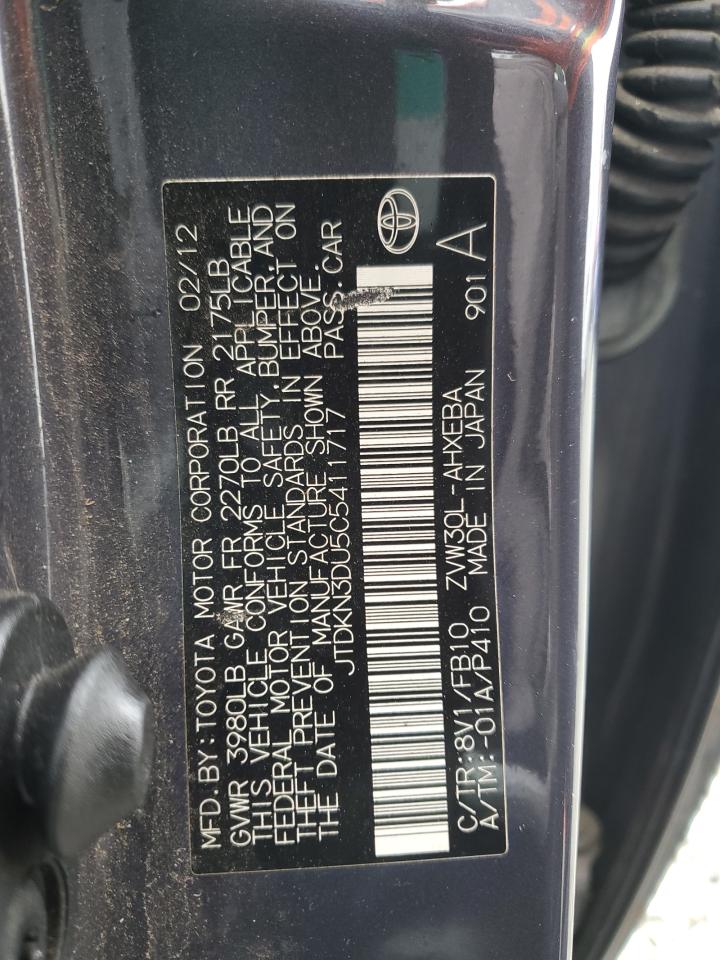 MFD. BY: TOYOTA MOTOR CORPORATION 02/12
GVWR 3980LB GAWR FR 2270LB RR 2175LB
THIS VEHICLE CONFORMS TO ALL APPLICABLE
FEDERAL MOTOR VEHICLE SAFETY, BUMPER, AND
THEFT PREVENTION STANDARDS IN EFFECT ON
THE DATE OF MANUFACTURE SHOWN ABOVE.
JTDKN3DU5C5411717 PASS. CAR
C/TR: 8V1/FB10 ZVW30L-AHXEBA A
A/TM: -01A/P410 MADE IN JAPAN 901